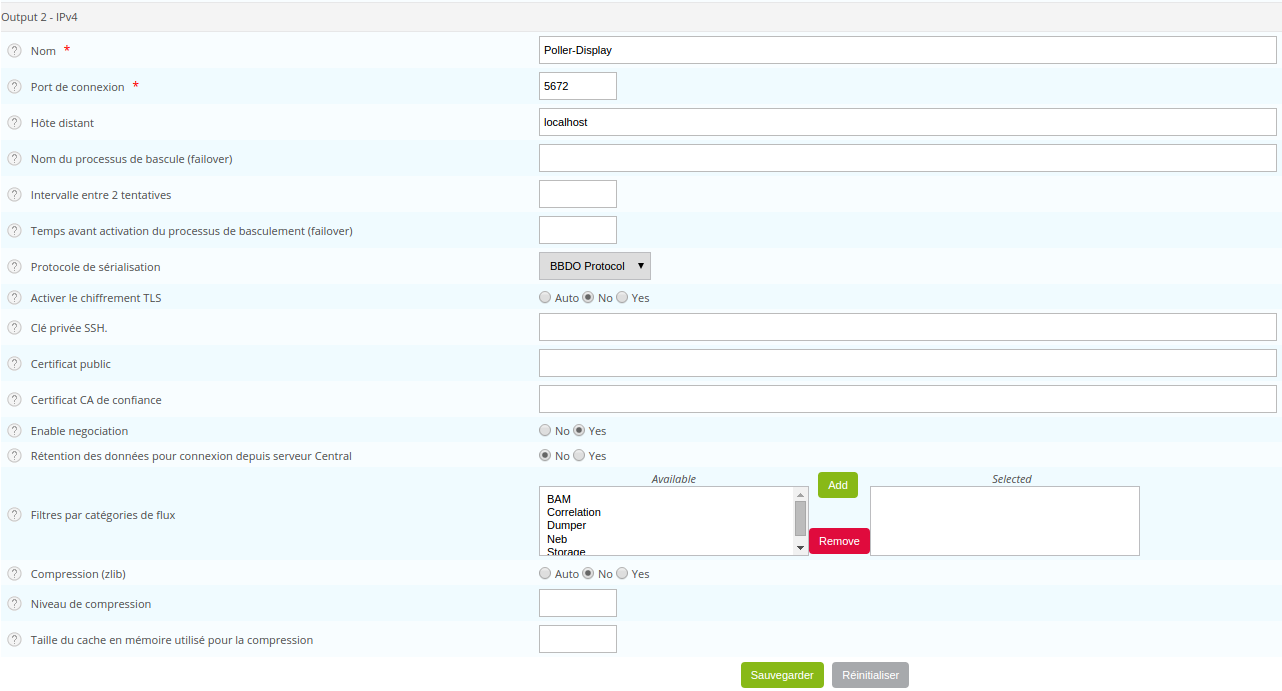 Output 2 - IPv4
Nom *
Poller-Display
Port de connexion *
5672
Hôte distant
localhost
Nom du processus de bascule (failover)
Intervalle entre 2 tentatives
Temps avant activation du processus de basculement (failover)
Protocole de sérialisation
BBDO Protocol
Activer le chiffrement TLS
Auto No Yes
Clé privée SSH.
Certificat public
Certificat CA de confiance
Enable negociation
No Yes
Rétention des données pour connexion depuis serveur Central
No Yes
Filtres par catégories de flux
Available
BAM
Correlation
Dumper
Neb
Storage
Add
Remove
Selected
Compression (zlib)
Auto No Yes
Niveau de compression
Taille du cache en mémoire utilisé pour la compression
Sauvegarder
Réinitialiser